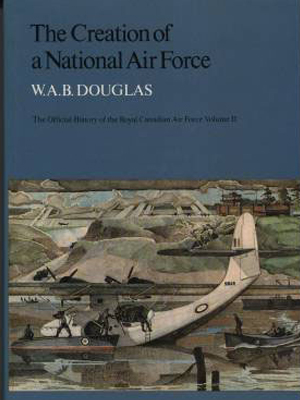 The Creation of
a National Air Force
W.A.B. DOUGLAS
The Official History of the Royal Canadian Air Force Volume II